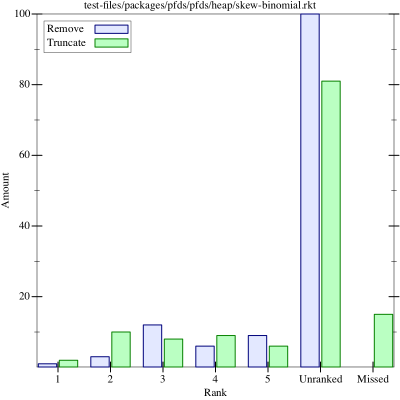 test-files/packages/pfds/pfds/heap/skew-binomial.rkt
Remove
Truncate
100
80
60
40
20
Amount
1 2 3 4 5 Unranked Missed
Rank